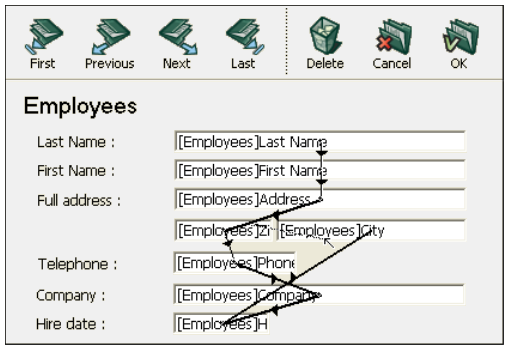 First Previous Next Last Delete Cancel OK
Employees
Last Name : [Employees]Last Name
First Name : [Employees]First Name
Full address : [Employees]Address
[Employees]Zi [Employees]City
Telephone : [Employees]Phone
Company : [Employees]Company
Hire date : [Employees]H